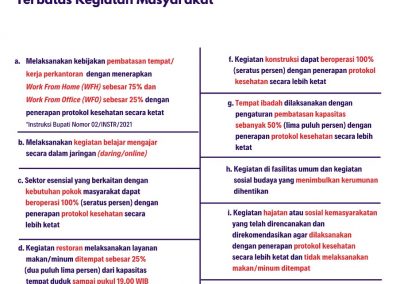 Terbatas Kegiatan Masyarakat
a. Melaksanakan kebijakan pembatasan tempat/
kerja perkantoran dengan menerapkan
Work From Home (WFH) sebesar 75% dan
Work From Office (WFO) sebesar 25% dengan
penerapan protokol kesehatan secara lebih ketat
*Instruksi Bupati Nomor 02/INSTR/2021
b. Melaksanakan kegiatan belajar mengajar
secara dalam jaringan (daring/online)
c. Sektor esensial yang berkaitan dengan
kebutuhan pokok masyarakat dapat
beroperasi 100% (seratus persen) dengan
penerapan protokol kesehatan secara
lebih ketat
d. Kegiatan restoran melaksanakan layanan
makan/minum ditempat sebesar 25%
(dua puluh lima persen) dari kapasitas
tempat duduk sampai pukul 19.00 WIB
f. Kegiatan konstruksi dapat beroperasi 100%
(seratus persen) dengan penerapan protokol
kesehatan secara lebih ketat
g. Tempat ibadah dilaksanakan dengan
pengaturan pembatasan kapasitas
sebanyak 50% (lima puluh persen) dengan
penerapan protokol kesehatan secara lebih
ketat
h. Kegiatan di fasilitas umum dan kegiatan
sosial budaya yang menimbulkan kerumunan
dihentikan
i. Kegiatan hajatan atau sosial kemasyarakatan
yang telah direncanakan dan
direkomendasikan agar dilaksanakan
dengan penerapan protokol kesehatan
secara lebih ketat dan tidak melaksanakan
makan/minum ditempat